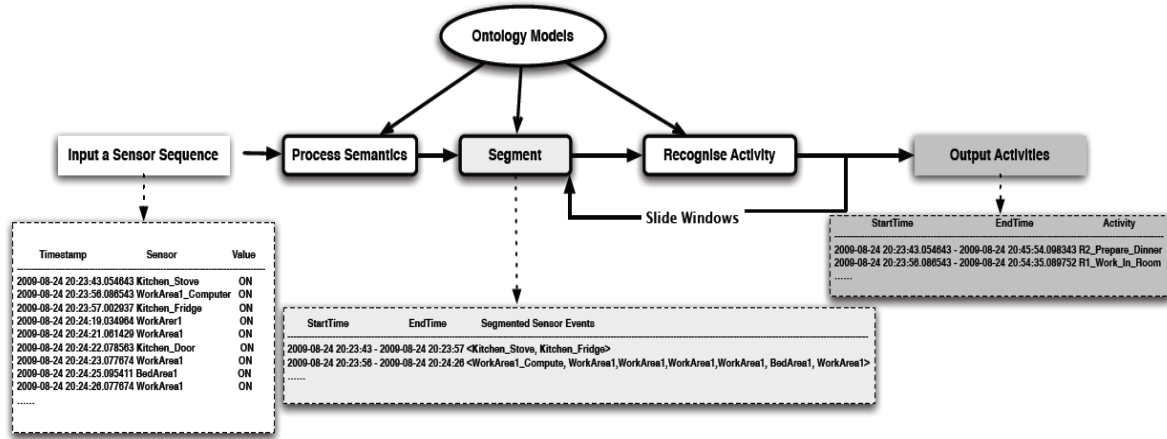 Ontology Models
Input a Sensor Sequence
Process Semantics
Segment
Recognise Activity
Output Activities
Slide Windows
Timestamp Sensor Value
2009-08-24 20:23:43.054643 Kitchen_Stove ON
2009-08-24 20:23:56.086543 WorkArea1_Computer ON
2009-08-24 20:23:57.002937 Kitchen_Fridge ON
2009-08-24 20:24:19.034964 WorkArer1 ON
2009-08-24 20:24:21.061429 WorkArea1 ON
2009-08-24 20:24:22.078563 Kitchen_Door ON
2009-08-24 20:24:23.077674 WorkArea1 ON
2009-08-24 20:24:25.095411 BedArea1 ON
2009-08-24 20:24:26.077674 WorkArea1 ON
......
StartTime EndTime Segmented Sensor Events
2009-08-24 20:23:43 - 2009-08-24 20:23:57 <Kitchen_Stove, Kitchen_Fridge>
2009-08-24 20:23:56 - 2009-08-24 20:24:26 <WorkArea1_Compute, WorkArea1,WorkArea1,WorkArea1,WorkArea1, BedArea1, WorkArea1>
......
StartTime EndTime Activity
2009-08-24 20:23:43.054643 - 2009-08-24 20:45:54.098343 R2_Prepare_Dinner
2009-08-24 20:23:56.086543 - 2009-08-24 20:54:35.089752 R1_Work_In_Room
......